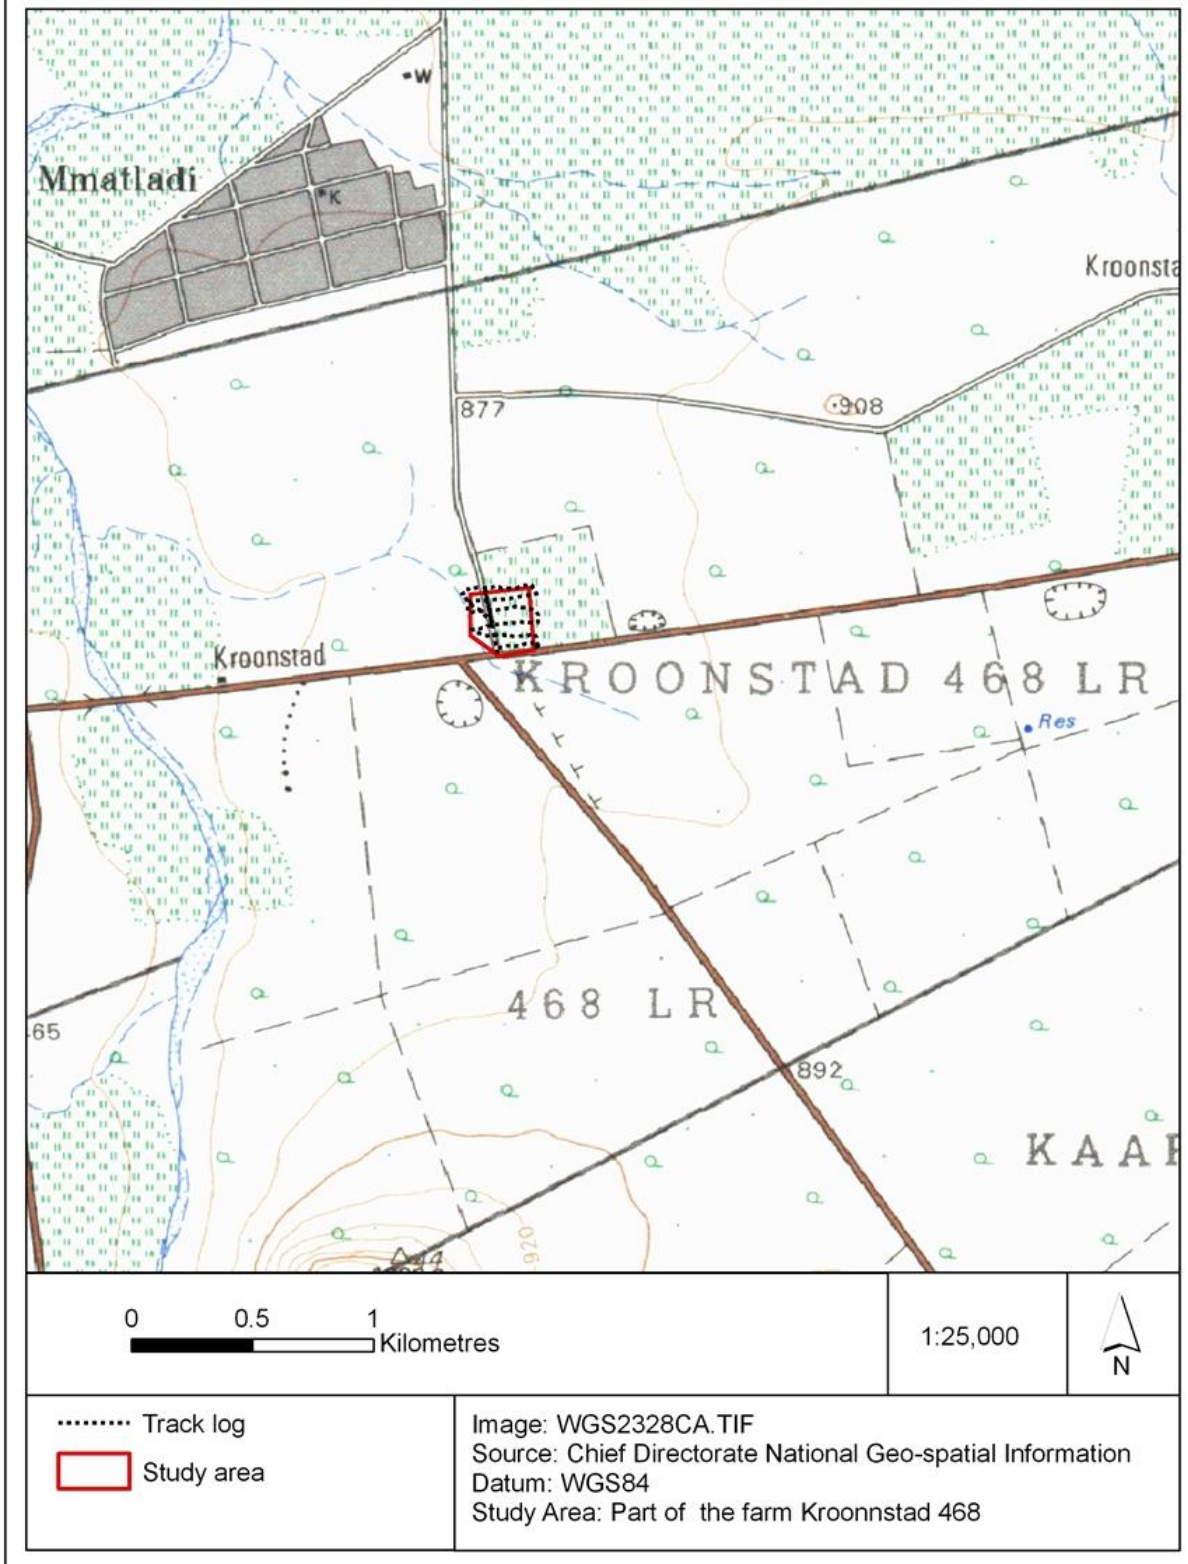 W
Mmatladi
K
Kroonsta
877
908
Kroonstad
KROONSTAD 468 LR
Res
468 LR
65
892
KAAF
920
0 0.5 1
Kilometres
1:25,000
N
Track log
Study area
Image: WGS2328CA.TIF
Source: Chief Directorate National Geo-spatial Information
Datum: WGS84
Study Area: Part of the farm Kroonnstad 468